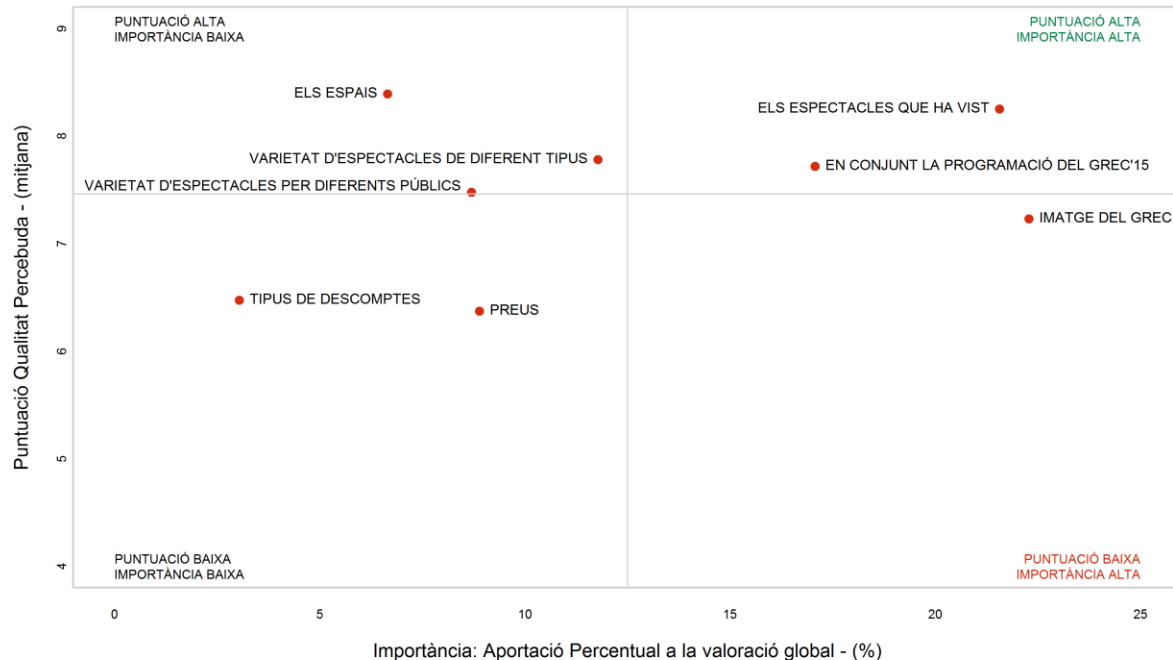 9
PUNTUACIÓ ALTA
IMPORTÀNCIA BAIXA
PUNTUACIÓ ALTA
IMPORTÀNCIA ALTA
ELS ESPAIS
ELS ESPECTACLES QUE HA VIST
8
VARIETAT D'ESPECTACLES DE DIFERENT TIPUS
EN CONJUNT LA PROGRAMACIÓ DEL GREC'15
VARIETAT D'ESPECTACLES PER DIFERENTS PÚBLICS
IMATGE DEL GREC
7
TIPUS DE DESCOMPTES
PREUS
6
5
4
Puntuació Qualitat Percebuda - (mitjana)
PUNTUACIÓ BAIXA
IMPORTÀNCIA BAIXA
PUNTUACIÓ BAIXA
IMPORTÀNCIA ALTA
0 5 10 15 20 25
Importància: Aportació Percentual a la valoració global - (%)